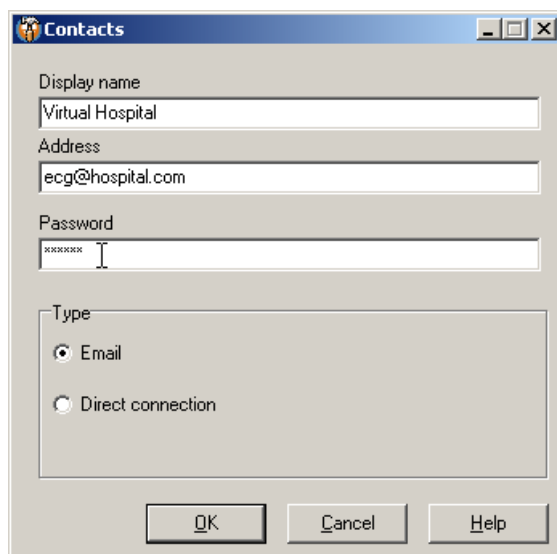 Contacts
Display name
Virtual Hospital
Address
ecg@hospital.com
Password
******
Type
Email
Direct connection
OK Cancel Help